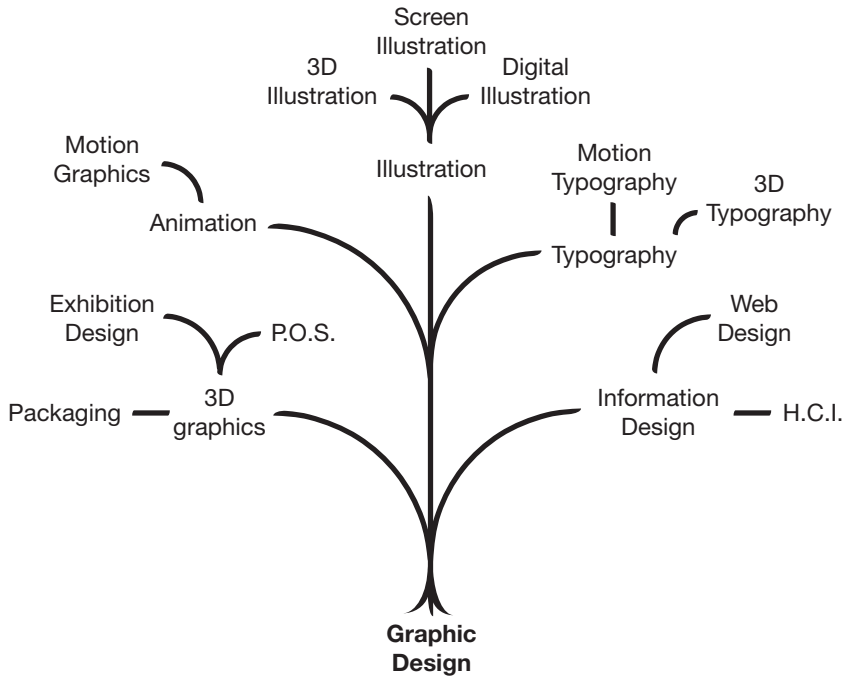 Screen
Illustration
3D
Illustration
Digital
Illustration
Motion
Graphics
Illustration
Motion
Typography
3D
Typography
Animation
Typography
Exhibition
Design
P.O.S.
Web
Design
Packaging
3D
graphics
Information
Design
H.C.I.
Graphic
Design